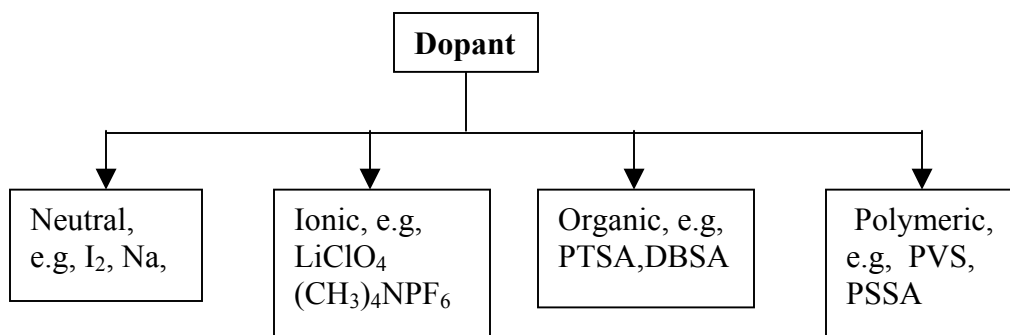 Dopant
Neutral,
e.g, I₂, Na,
Ionic, e.g,
LiClO₄
(CH₃)₄NPF₆
Organic, e.g,
PTSA,DBSA
Polymeric,
e.g, PVS,
PSSA